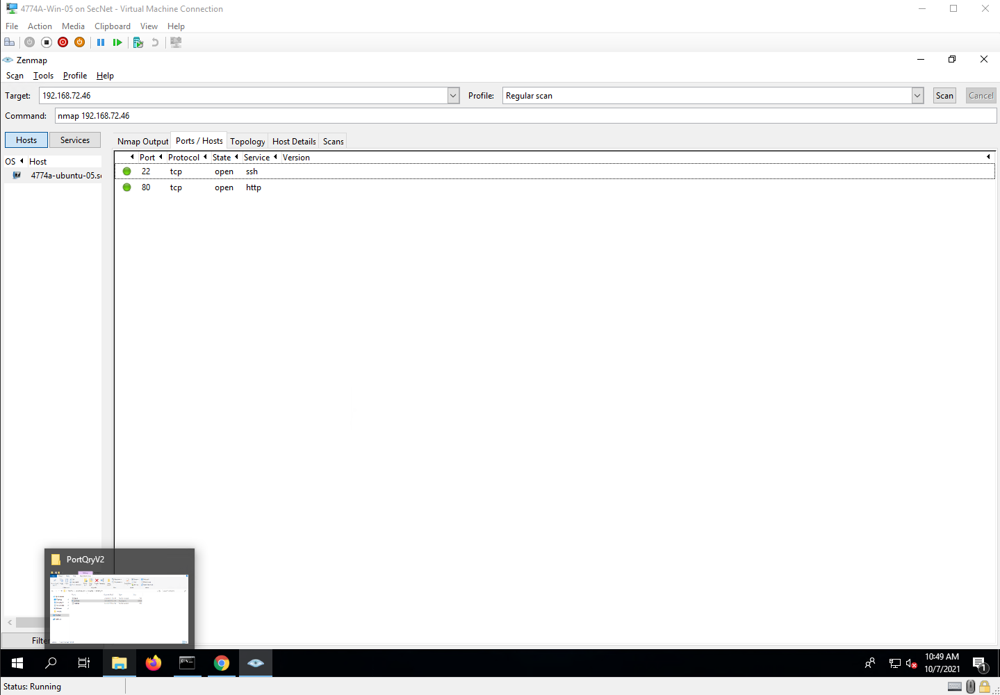 4774A-Win-05 on SecNet - Virtual Machine Connection
File Action Media Clipboard View Help
Zenmap
Scan Tools Profile Help
Target: 192.168.72.46 Profile: Regular scan Scan Cancel
Command: nmap 192.168.72.46
Hosts Services Nmap Output Ports / Hosts Topology Host Details Scans
OS Host Port Protocol State Service Version
22 tcp open ssh
4774a-ubuntu-05.s
80 tcp open http
PortQryV2
Filte
10:49 AM
10/7/2021
1
Status: Running